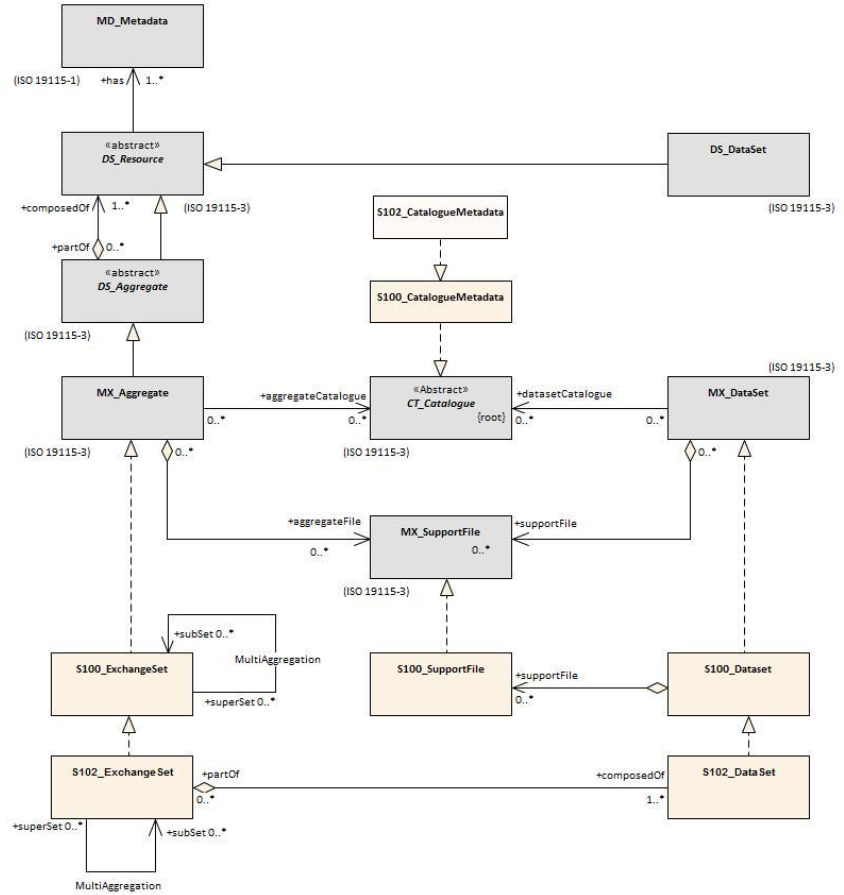 MD_Metadata
(ISO 19115-1)
+has
1..*
«abstract»
DS_Resource
DS_DataSet
+composedOf
1..*
(ISO 19115-3)
(ISO 19115-3)
S102_CatalogueMetadata
+partOf
0..*
«abstract»
DS_Aggregate
S100_CatalogueMetadata
(ISO 19115-3)
(ISO 19115-3)
MX_Aggregate
+aggregateCatalogue
0..*
0..*
«Abstract»
CT_Catalogue
{root}
+datasetCatalogue
0..*
0..*
MX_DataSet
(ISO 19115-3)
0..*
(ISO 19115-3)
0..*
+aggregateFile
0..*
MX_SupportFile
0..*
+supportFile
(ISO 19115-3)
+subSet 0..*
MultiAggregation
S100_ExchangeSet
+superSet 0..*
S100_SupportFile
+supportFile
0..*
S100_Dataset
S102_ExchangeSet
+partOf
0..*
+composedOf
1..*
S102_DataSet
+superSet 0..*
+subSet 0..*
MultiAggregation